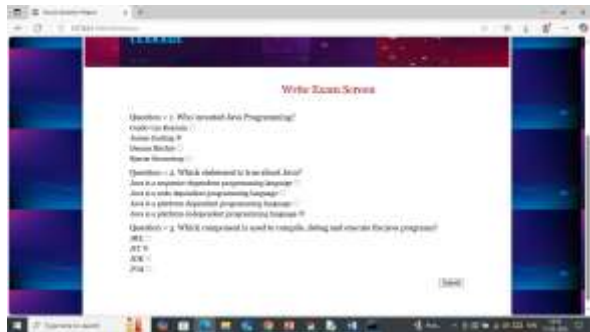 Write Exam Screen
Question - 1. Who invented Java Programming?
Guido van Rossum
James Gosling
Dennis Ritchie
Bjarne Stroustrup
Question - 2. Which statement is true about Java?
Java is a sequence-dependent programming language
Java is a code dependent programming language
Java is a platform-dependent programming language
Java is a platform-independent programming language
Question - 3. Which component is used to compile, debug and execute the java programs?
JRE
JIT
JDK
JVM
Submit